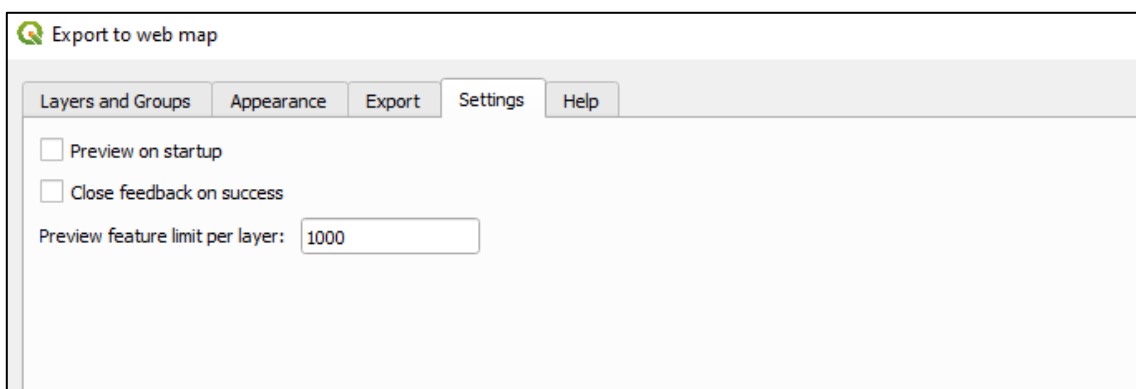 Export to web map
Layers and Groups Appearance Export Settings Help
Preview on startup
Close feedback on success
Preview feature limit per layer: 1000